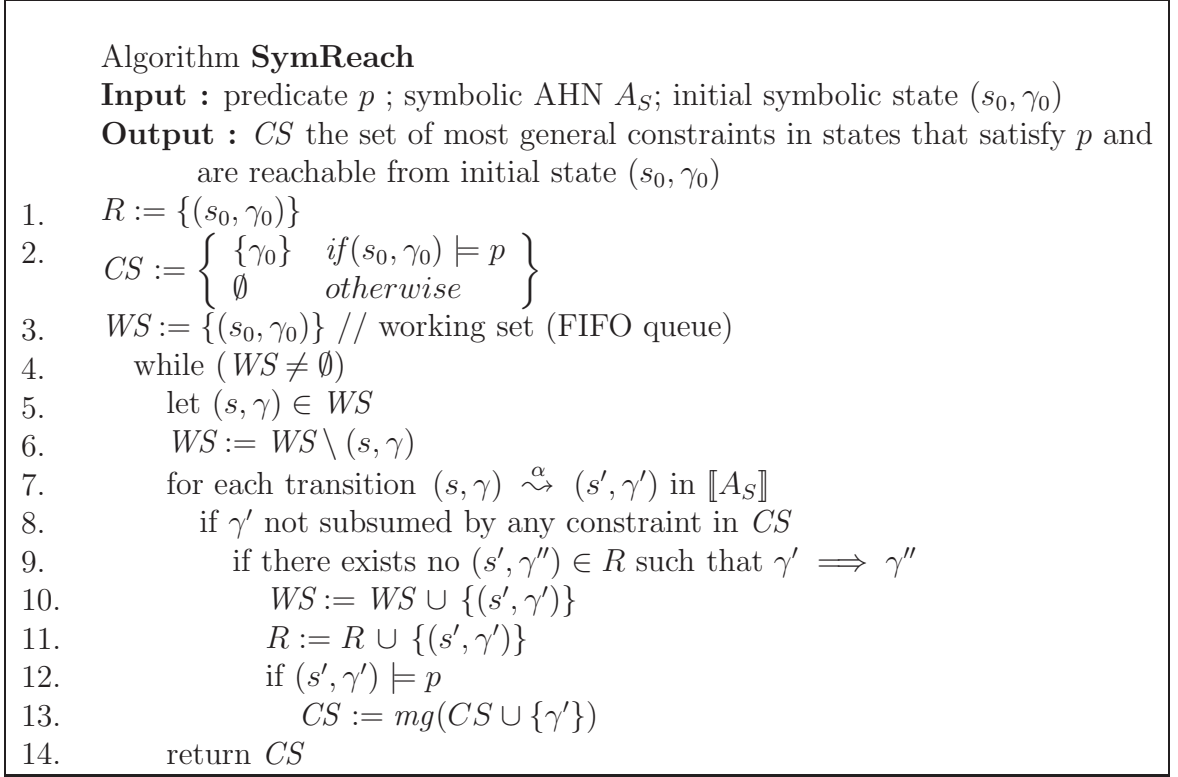 Algorithm SymReach
Input : predicate p ; symbolic AHN A_S; initial symbolic state (s_0, γ_0)
Output : CS the set of most general constraints in states that satisfy p and
are reachable from initial state (s_0, γ_0)
1. R := {(s_0, γ_0)}
2. CS := { {γ_0} if(s_0, γ_0) ⊨ p
∅ otherwise }
3. WS := {(s_0, γ_0)} // working set (FIFO queue)
4. while (WS ≠ ∅)
5. let (s, γ) ∈ WS
6. WS := WS \ (s, γ)
7. for each transition (s, γ) ⇝^α (s′, γ′) in ⟦A_S⟧
8. if γ′ not subsumed by any constraint in CS
9. if there exists no (s′, γ″) ∈ R such that γ′ ⟹ γ″
10. WS := WS ∪ {(s′, γ′)}
11. R := R ∪ {(s′, γ′)}
12. if (s′, γ′) ⊨ p
13. CS := mg(CS ∪ {γ′})
14. return CS